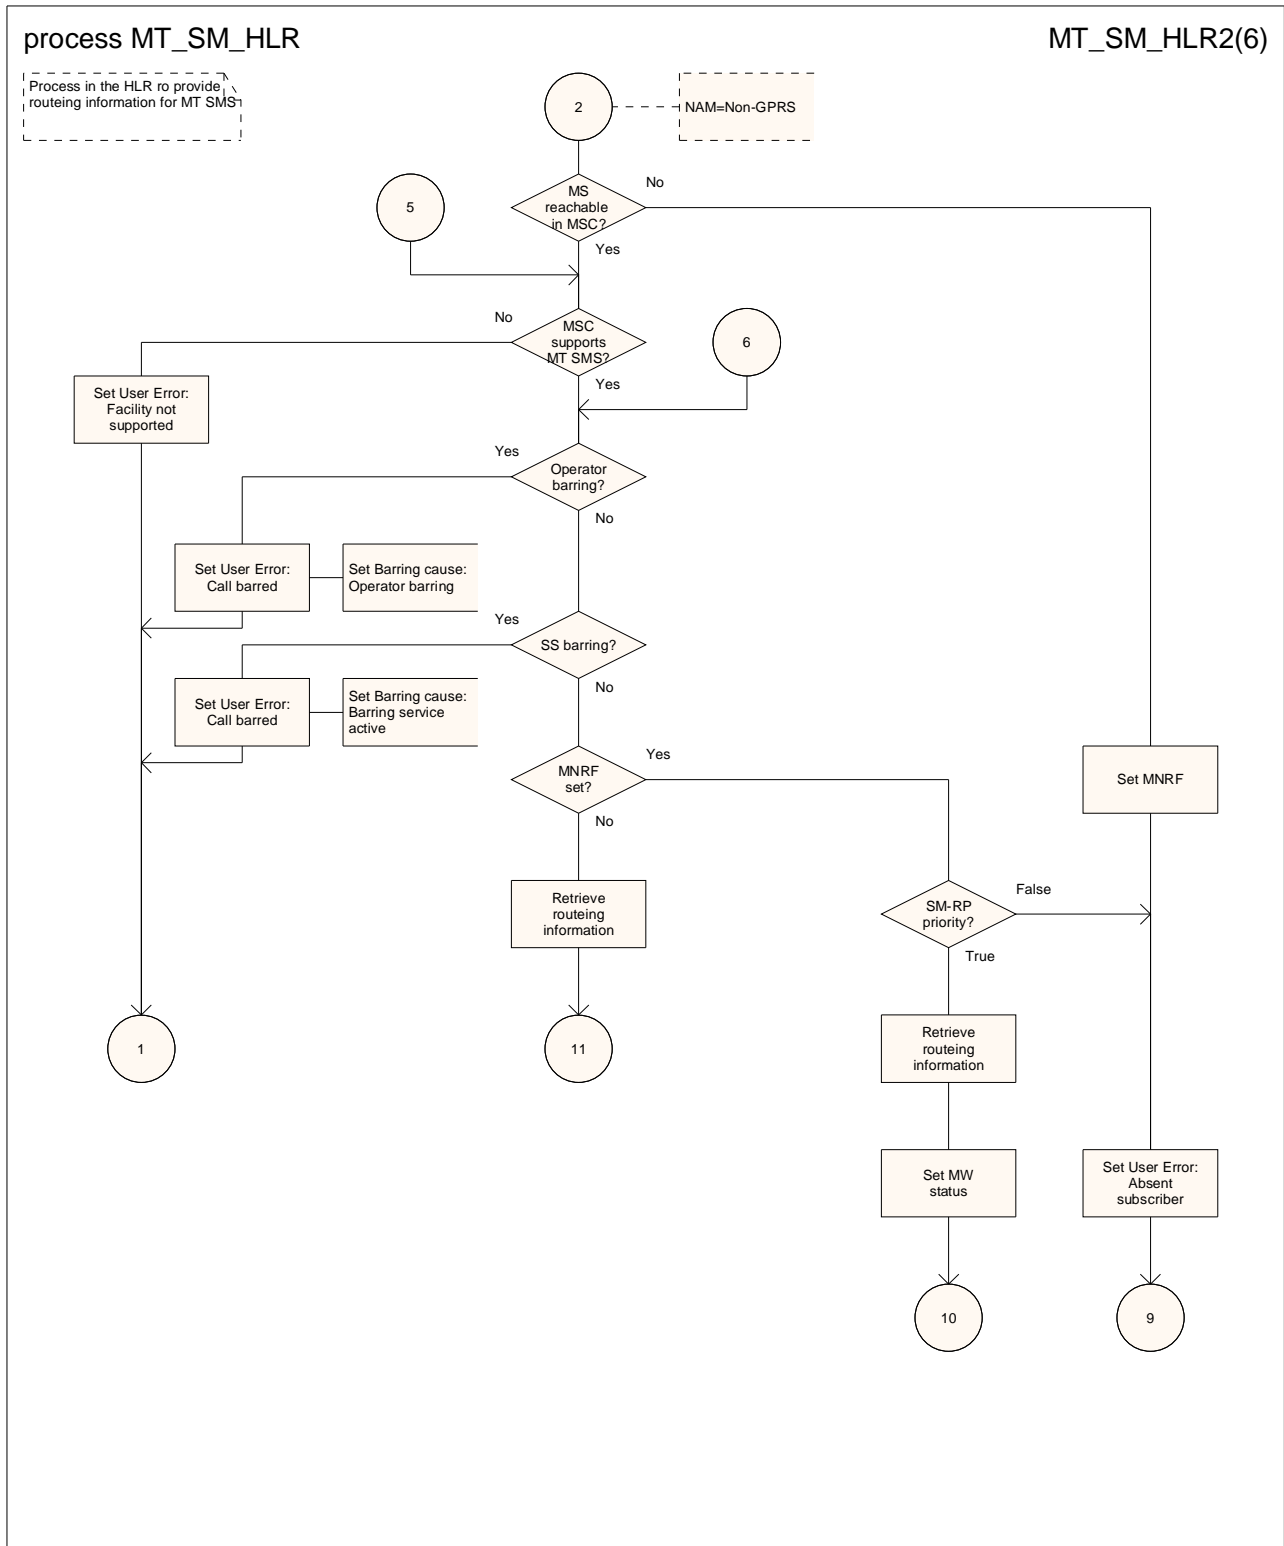 process MT_SM_HLR
MT_SM_HLR2(6)
Process in the HLR ro provide
routeing information for MT SMS
2
NAM=Non-GPRS
MS
reachable
in MSC?
No
Yes
5
No
MSC
supports
MT SMS?
Yes
6
Set User Error:
Facility not
supported
Yes
Operator
barring?
No
Set User Error:
Call barred
Set Barring cause:
Operator barring
Yes
SS barring?
No
Set User Error:
Call barred
Set Barring cause:
Barring service
active
MNRF
set?
Yes
No
Set MNRF
Retrieve
routeing
information
SM-RP
priority?
False
True
1
11
Retrieve
routeing
information
Set MW
status
Set User Error:
Absent
subscriber
10
9